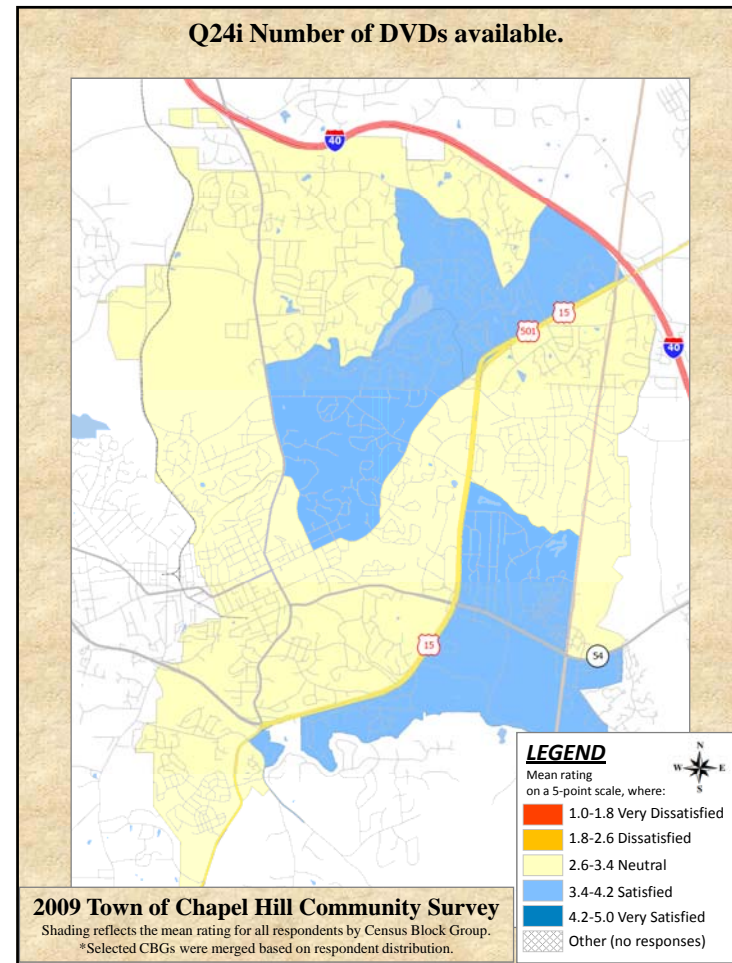 Q24i Number of DVDs available.
40
15
501
40
15
54
LEGEND
N
W E
S
Mean rating
on a 5-point scale, where:
1.0-1.8 Very Dissatisfied
1.8-2.6 Dissatisfied
2.6-3.4 Neutral
3.4-4.2 Satisfied
4.2-5.0 Very Satisfied
Other (no responses)
2009 Town of Chapel Hill Community Survey
Shading reflects the mean rating for all respondents by Census Block Group.
*Selected CBGs were merged based on respondent distribution.